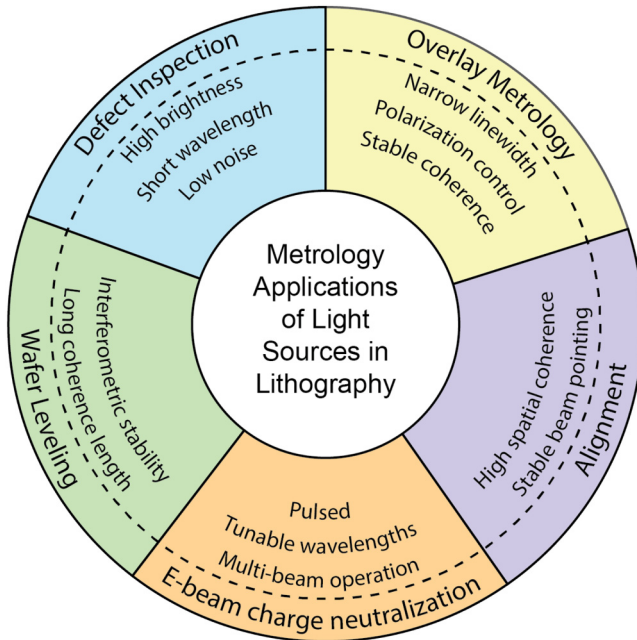 Metrology
Applications
of Light
Sources in
Lithography
Defect Inspection
High brightness
Short wavelength
Low noise
Overlay Metrology
Narrow linewidth
Polarization control
Stable coherence
Alignment
High spatial coherence
Stable beam pointing
Pulsed
Tunable wavelengths
Multi-beam operation
E-beam charge neutralization
Wafer Leveling
Long coherence length
Interferometric stability